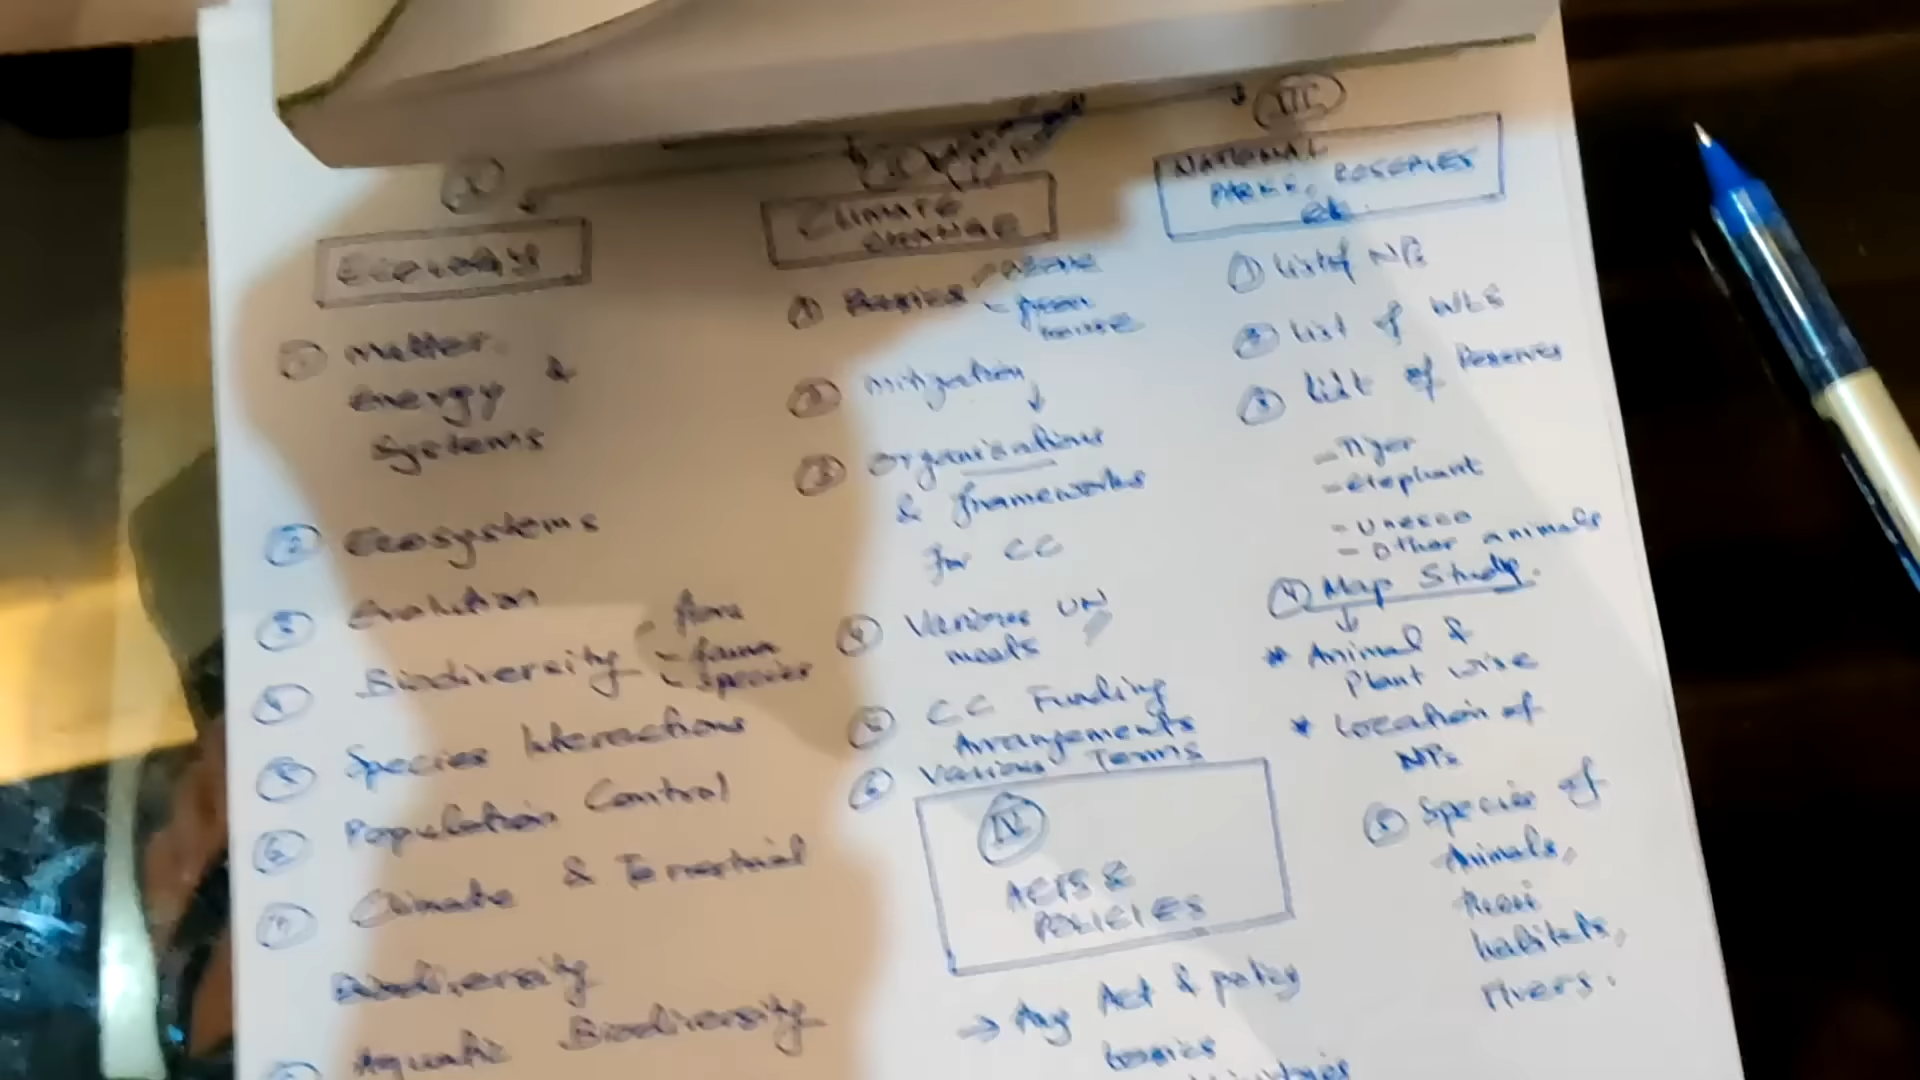 ECOLOGY
① Matter,
energy &
systems
② Ecosystems
③ Evolution
④ Biodiversity - flora
- fauna
- species
⑤ Species Interactions
⑥ Population Control
⑦ Climate & Terrestrial
Biodiversity
Aquatic Biodiversity
CLIMATE
CHANGE
① Basics
- green
house
② mitigation
③ organisations
& frameworks
for CC
④ Various UN
meets
⑤ CC Funding
Arrangements
⑥ Various Terms
IV
ACTS &
POLICIES
→ Any Act & policy
III
NATIONAL
PARKS, RESERVES
etc.
① list of NPs
② list of WLS
③ list of Reserves
- Tiger
- elephant
- Unesco
- Other animals
④ Map Study.
* Animal &
Plant wise
* Location of
NPs
⑤ Species of
Animals,
their
habitats,
rivers.